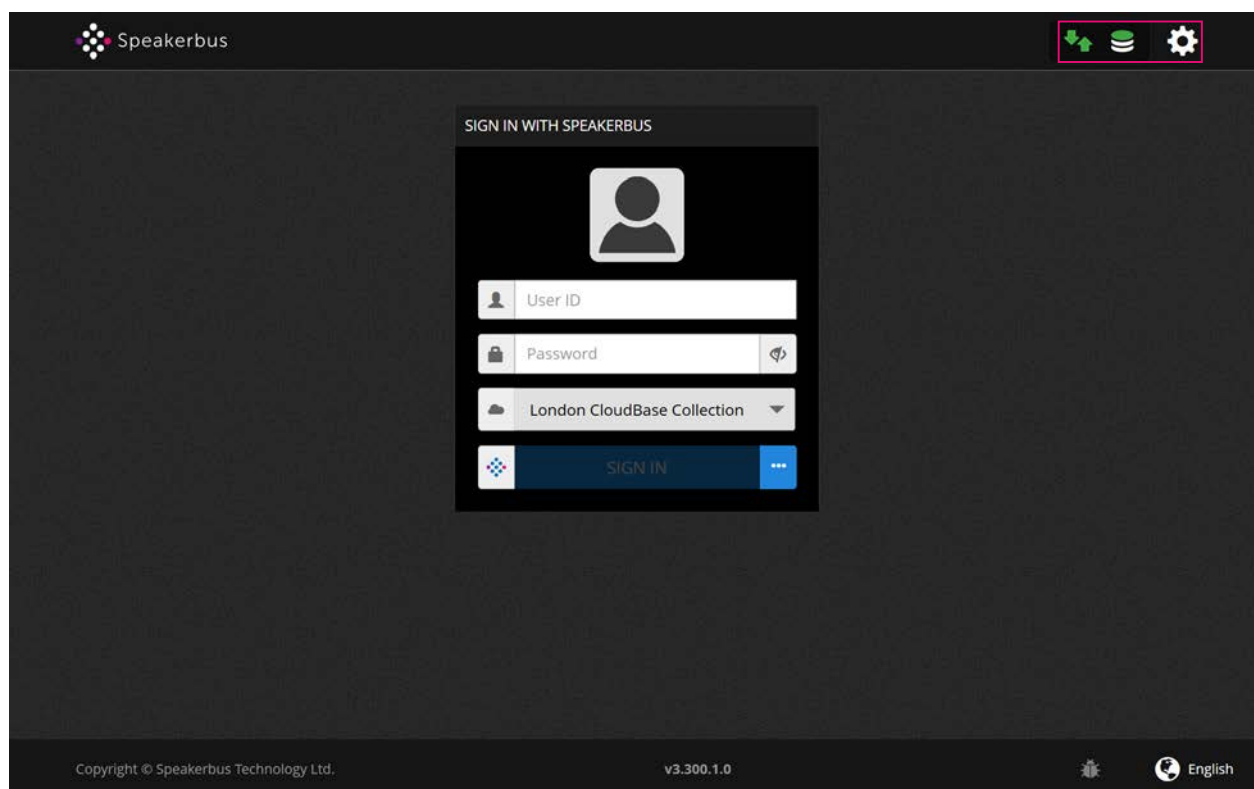 Speakerbus
SIGN IN WITH SPEAKERBUS
User ID
Password
London CloudBase Collection
SIGN IN
Copyright © Speakerbus Technology Ltd.
v3.300.1.0
English